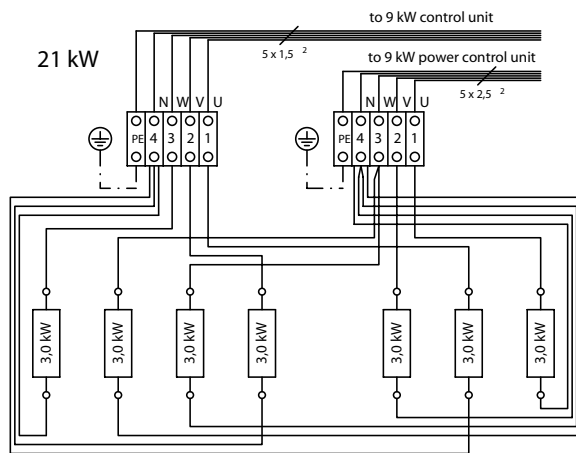 to 9 kW control unit
21 kW
5 x 1,5 2
to 9 kW power control unit
5 x 2,5 2
N W V U
N W V U
PE 4 3 2 1
PE 4 3 2 1
3,0 kW
3,0 kW
3,0 kW
3,0 kW
3,0 kW
3,0 kW
3,0 kW